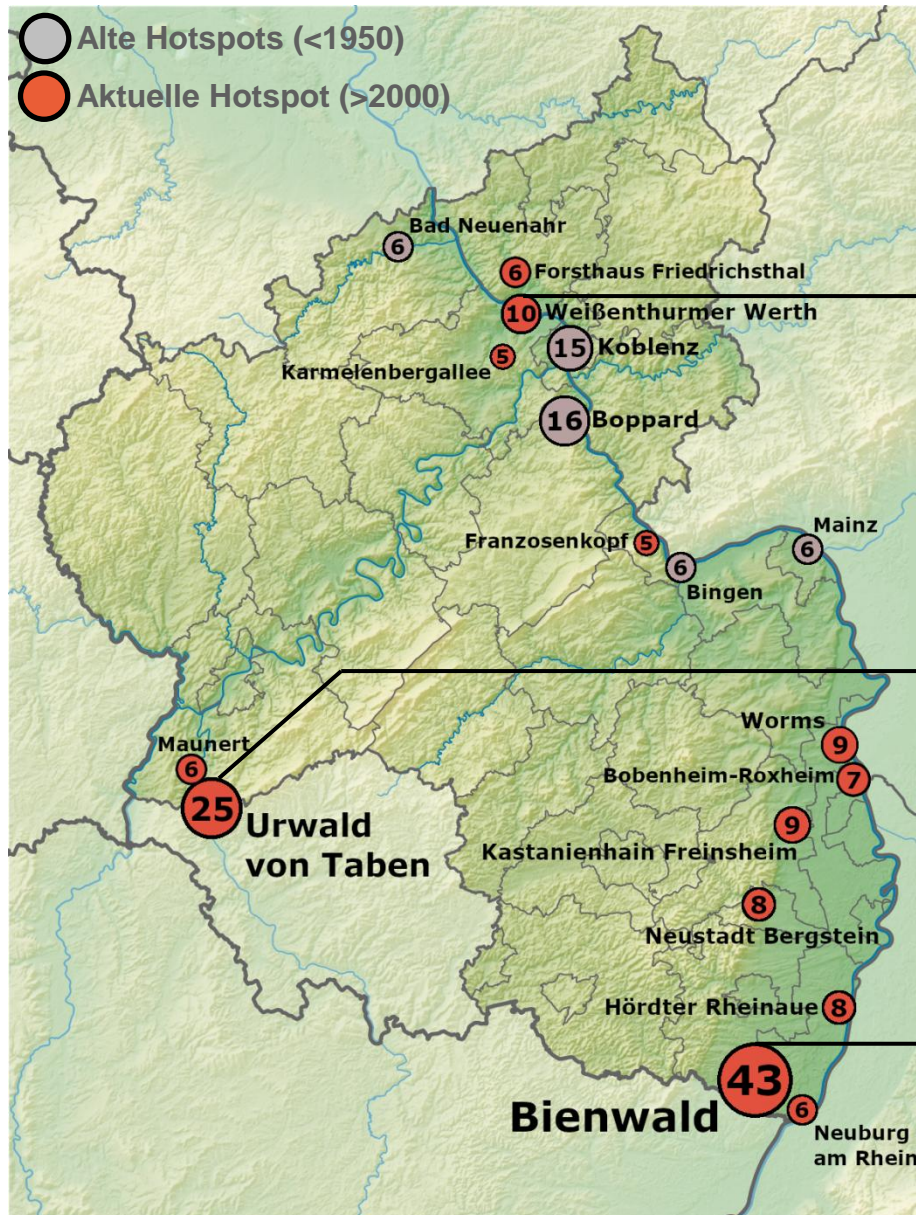 Alte Hotspots (<1950)
Aktuelle Hotspot (>2000)
Bad Neuenahr
6
6 Forsthaus Friedrichsthal
10 Weißenthurmer Werth
15 Koblenz
Karmelenbergallee 5
16 Boppard
Franzosenkopf 5
Mainz
6
6
Bingen
Worms
9
Maunert
6
Bobenheim-Roxheim 7
25 Urwald
von Taben
9
Kastanienhain Freinsheim
8
Neustadt Bergstein
Hördter Rheinaue 8
43
Bienwald
6
Neuburg
am Rhein